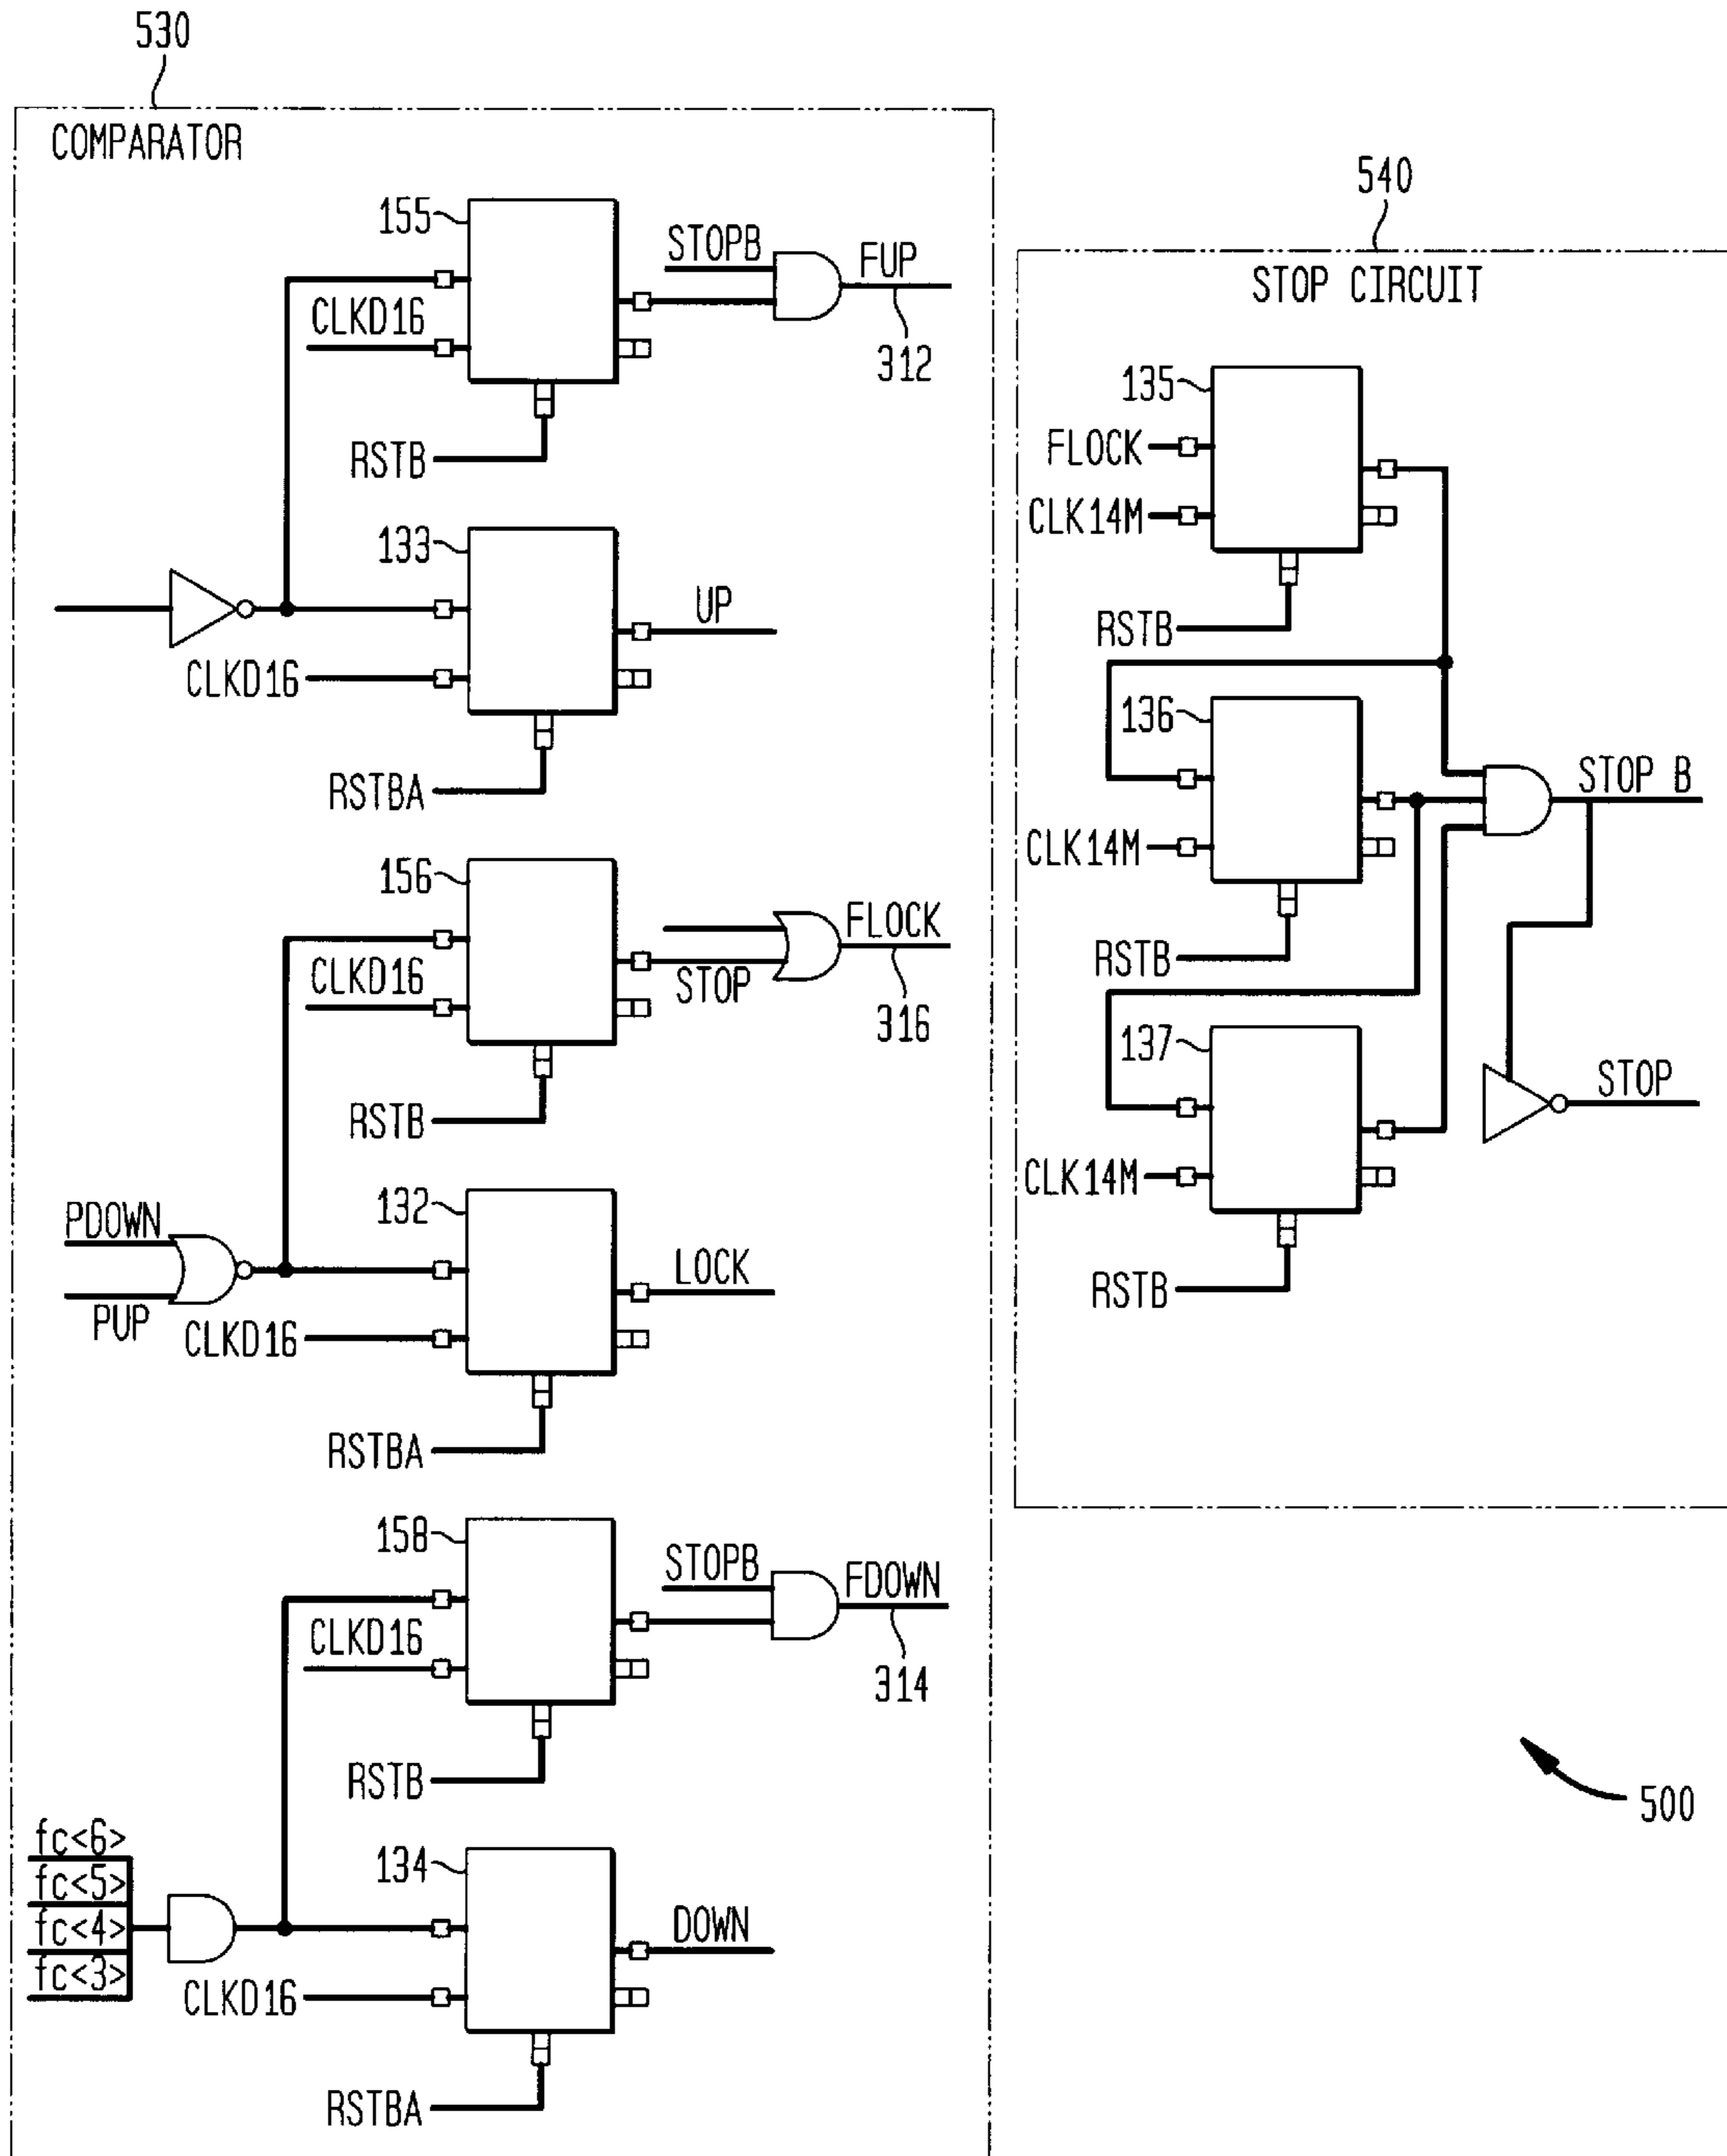 530
COMPARATOR
155
CLKD16
RSTB
STOPB
FUP
312
133
UP
CLKD16
RSTBA
156
CLKD16
RSTB
STOP
FLOCK
316
PDOWN
PUP
132
LOCK
CLKD16
RSTBA
158
CLKD16
RSTB
STOPB
FDOWN
314
fc<6>
fc<5>
fc<4>
fc<3>
134
DOWN
CLKD16
RSTBA
540
STOP CIRCUIT
135
FLOCK
CLK14M
RSTB
136
CLK14M
RSTB
STOP B
137
CLK14M
RSTB
STOP
500